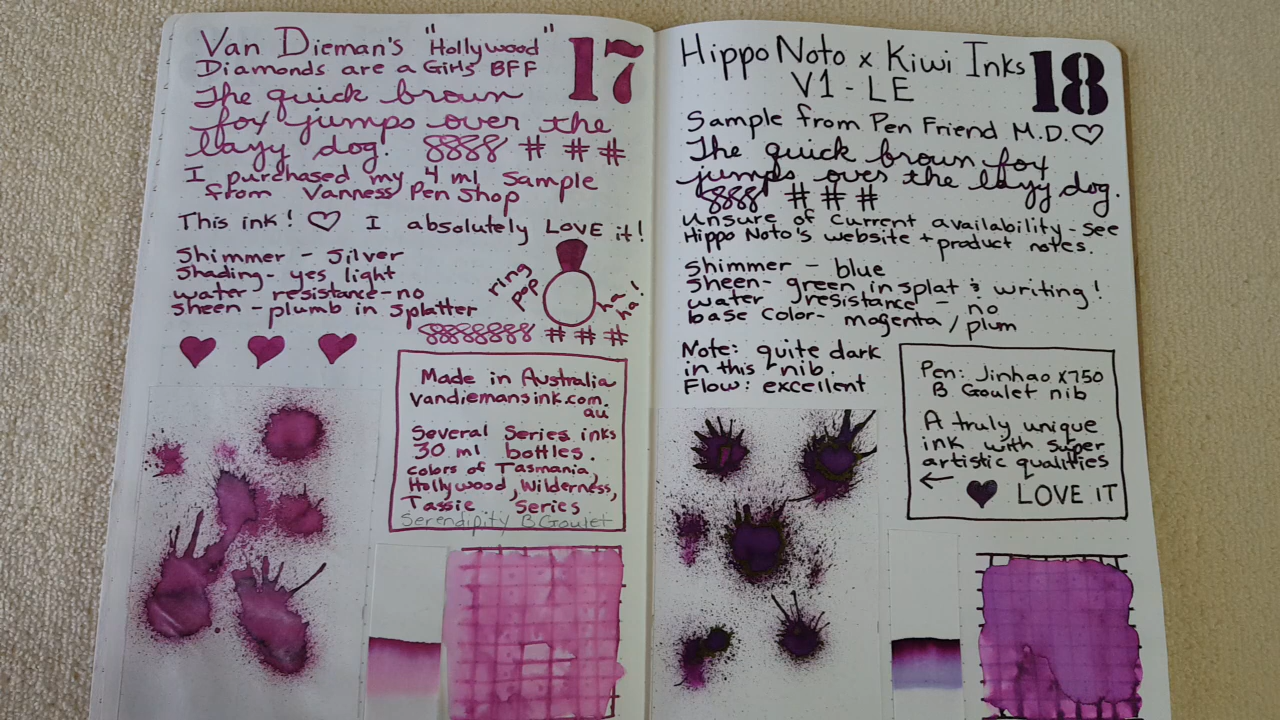 Van Dieman's "Hollywood" 17
Diamonds are a Girls BFF
The quick brown
fox jumps over the
lazy dog. 8888 # # #
I purchased my 4 ml sample
from Vanness Pen Shop
This ink! ♡ I absolutely LOVE it!
Shimmer - Silver
Shading - yes light
water resistance - no
sheen - plumb in splatter
ring
pop
ha
ha!
88888888 # # #
Made in Australia
vandiemansink.com.
au
Several Series inks
30 ml bottles.
colors of Tasmania,
Hollywood, Wilderness,
Tassie Series
Serendipity B Goulet
Hippo Noto x Kiwi Inks 18
V1 - LE
Sample from Pen Friend M.D. ♡
The quick brown fox
jumps over the lazy dog.
8888 # # #
Unsure of current availability - see
Hippo Noto's website + product notes.
shimmer - blue
sheen - green in splat & writing!
water resistance - no
base color - magenta / plum
Note: quite dark
in this nib.
Flow: excellent
Pen: Jinhao X750
B Goulet nib
A truly unique
ink with super
artistic qualities
← ♥ LOVE IT